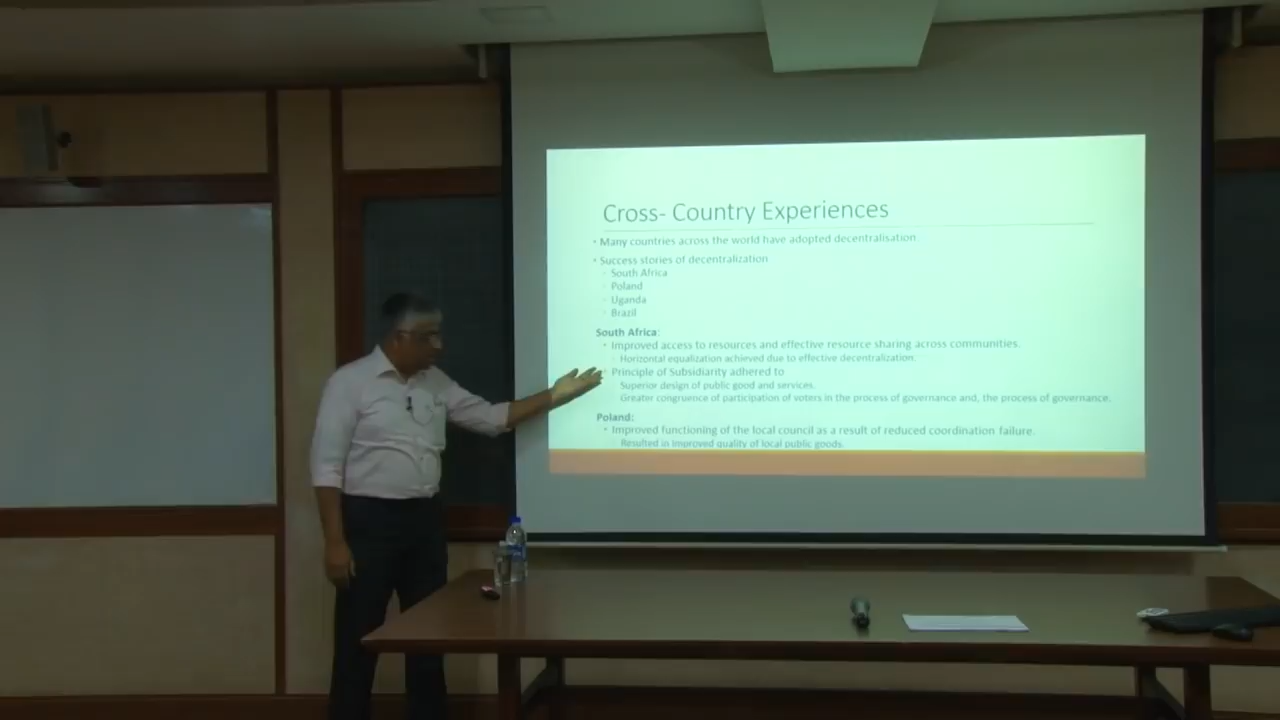 Cross- Country Experiences
• Many countries across the world have adopted decentralisation
• Success stories of decentralization
◦ South Africa
◦ Poland
◦ Uganda
◦ Brazil
South Africa:
• Improved access to resources and effective resource sharing across communities.
◦ Horizontal equalization achieved due to effective decentralization.
• Principle of Subsidiarity adhered to
Superior design of public good and services.
Greater congruence of participation of voters in the process of governance and, the process of governance.
Poland:
• Improved functioning of the local council as a result of reduced coordination failure.
Resulted in improved quality of local public goods.